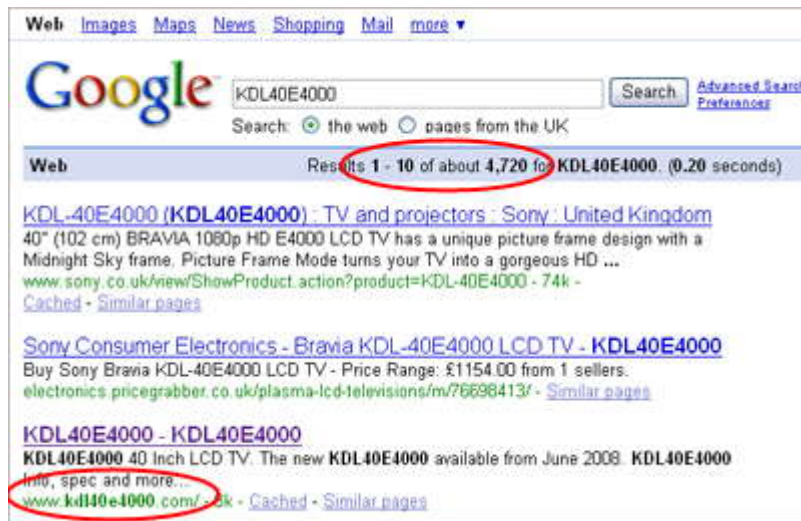 Web Images Maps News Shopping Mail more ▼
Google KDL40E4000 Search Advanced Search
Preferences
Search: the web pages from the UK
Web Results 1 - 10 of about 4,720 for KDL40E4000. (0.20 seconds)
KDL-40E4000 (KDL40E4000) : TV and projectors : Sony : United Kingdom
40" (102 cm) BRAVIA 1080p HD E4000 LCD TV has a unique picture frame design with a
Midnight Sky frame. Picture Frame Mode turns your TV into a gorgeous HD ...
www.sony.co.uk/view/ShowProduct.action?product=KDL-40E4000 - 74k -
Cached - Similar pages
Sony Consumer Electronics - Bravia KDL-40E4000 LCD TV - KDL40E4000
Buy Sony Bravia KDL-40E4000 LCD TV - Price Range: £1154.00 from 1 sellers.
electronics.pricegrabber.co.uk/plasma-lcd-televisions/m/76698413/ - Similar pages
KDL40E4000 - KDL40E4000
KDL40E4000 40 Inch LCD TV. The new KDL40E4000 available from June 2008. KDL40E4000
Info, spec and more...
www.kdl40e4000.com/ - Cached - Similar pages